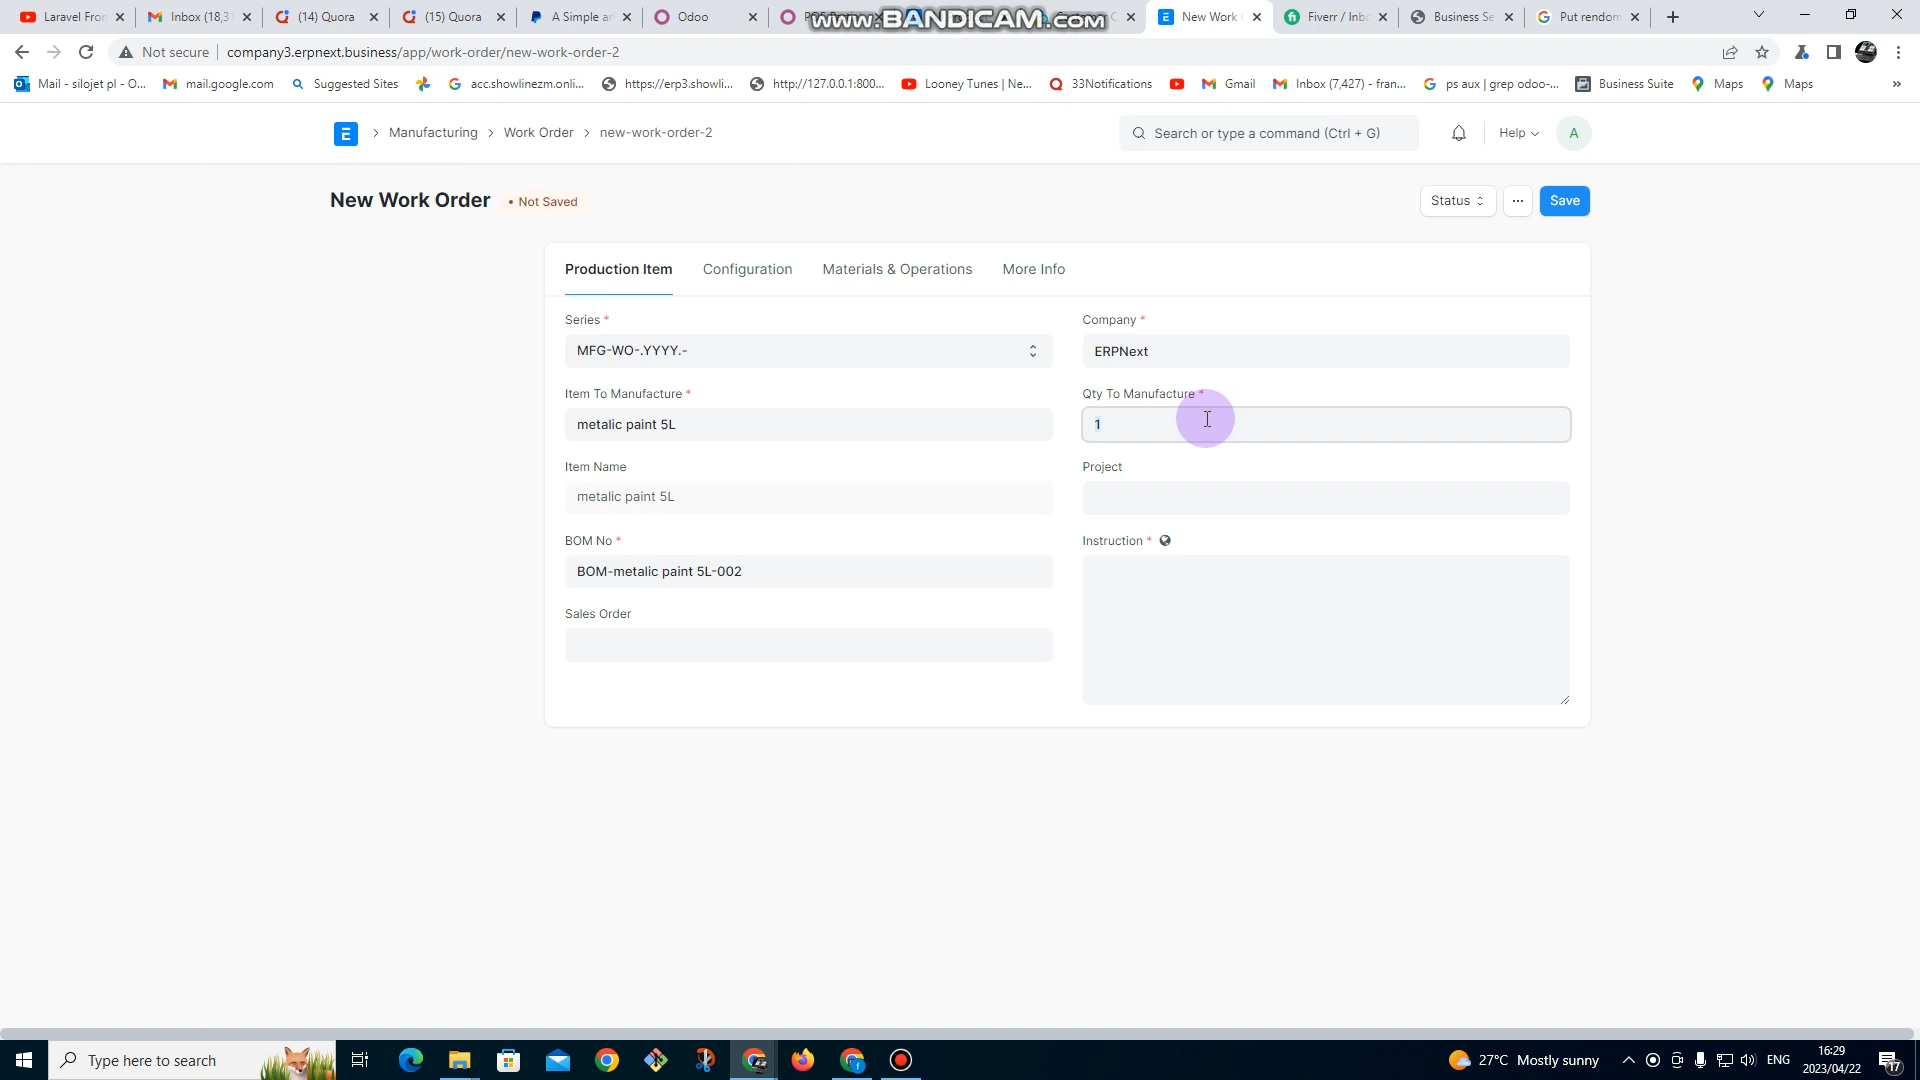 Laravel Fron
Inbox (18,31
(14) Quora
(15) Quora
A Simple an
Odoo
www.BANDICAM.com
New Work
Fiverr / Inbo
Business Se
Put rendom
Not secure
company3.erpnext.business/app/work-order/new-work-order-2
Mail - silojet pl - O...
mail.google.com
Suggested Sites
acc.showlinezm.onli...
https://erp3.showli...
http://127.0.0.1:800...
Looney Tunes | Ne...
33Notifications
Gmail
Inbox (7,427) - fran...
ps aux | grep odoo-...
Business Suite
Maps
Maps
»
E
Manufacturing
Work Order
new-work-order-2
Search or type a command (Ctrl + G)
Help
A
New Work Order
• Not Saved
Status
...
Save
Production Item
Configuration
Materials & Operations
More Info
Series *
Company *
MFG-WO-.YYYY.-
ERPNext
Item To Manufacture *
Qty To Manufacture *
metalic paint 5L
1
Item Name
Project
metalic paint 5L
BOM No *
Instruction *
BOM-metalic paint 5L-002
Sales Order
Type here to search
27°C Mostly sunny
ENG
16:29
2023/04/22
17